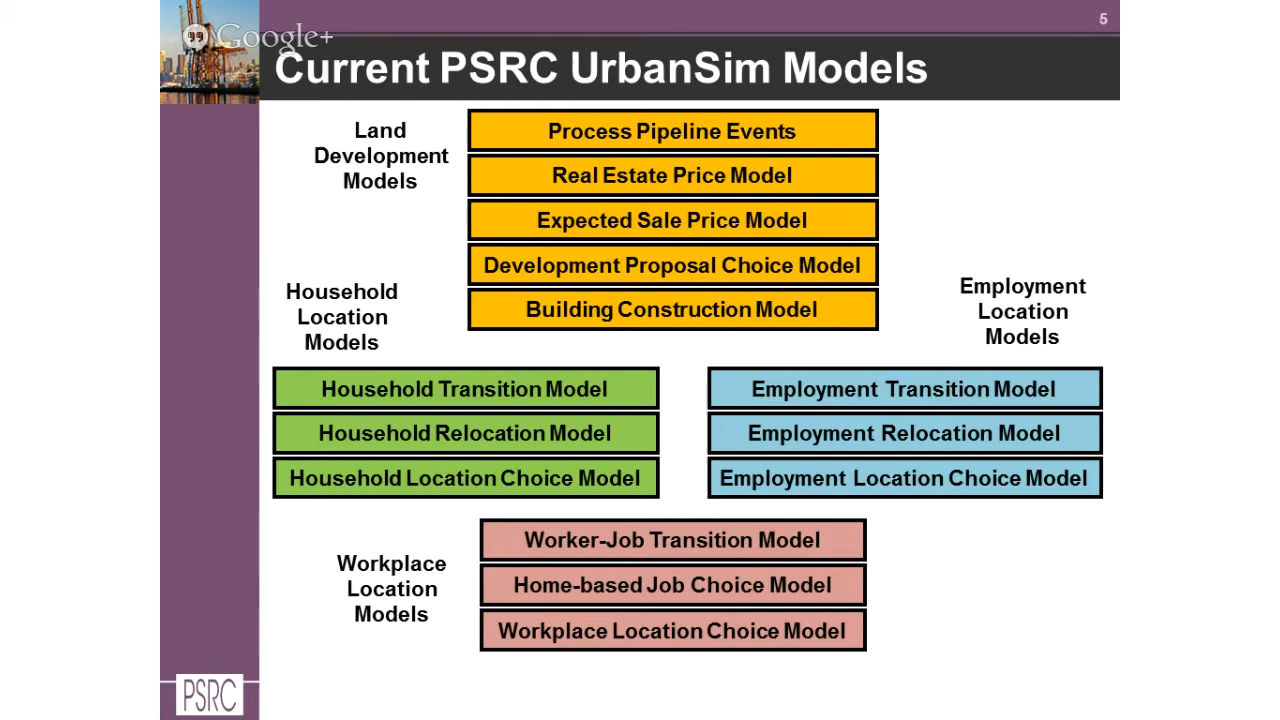 5
Google+
Current PSRC UrbanSim Models
Land
Development
Models
Process Pipeline Events
Real Estate Price Model
Expected Sale Price Model
Development Proposal Choice Model
Building Construction Model
Household
Location
Models
Employment
Location
Models
Household Transition Model
Household Relocation Model
Household Location Choice Model
Employment Transition Model
Employment Relocation Model
Employment Location Choice Model
Workplace
Location
Models
Worker-Job Transition Model
Home-based Job Choice Model
Workplace Location Choice Model
PSRC